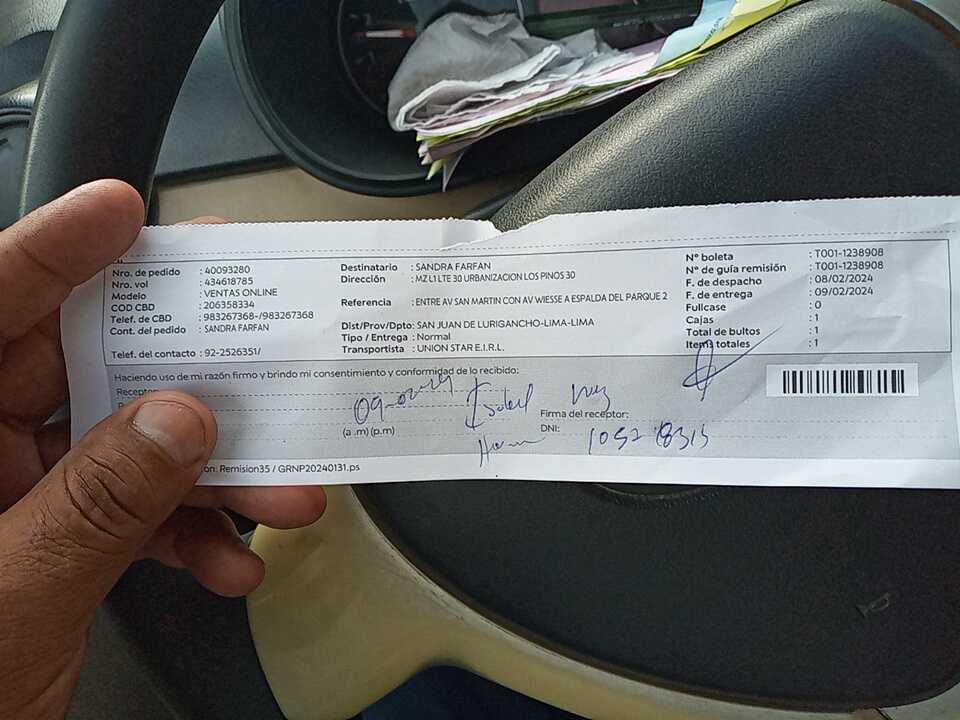 Nro. de pedido : 40093280
Nro. vol : 434618785
Modelo : VENTAS ONLINE
COD CBD : 206358334
Telef. de CBD : 983267368-/983267368
Cont. del pedido : SANDRA FARFAN
Telef. del contacto : 92-2526351/
Destinatario : SANDRA FARFAN
Dirección : MZ L1 LTE 30 URBANIZACION LOS PINOS 30
Referencia : ENTRE AV SAN MARTIN CON AV WIESSE A ESPALDA DEL PARQUE 2
Dist/Prov/Dpto: SAN JUAN DE LURIGANCHO-LIMA-LIMA
Tipo / Entrega : Normal
Transportista : UNION STAR E.I.R.L.
Nº boleta : T001-1238908
Nº de guía remisión : T001-1238908
F. de despacho : 08/02/2024
F. de entrega : 09/02/2024
Fullcase : 0
Cajas : 1
Total de bultos : 1
Items totales : 1
Haciendo uso de mi razón firmo y brindo mi consentimiento y conformidad de lo recibido:
Receptor
(a .m) (p.m)
Firma del receptor:
DNI:
on: Remision35 / GRNP20240131.ps